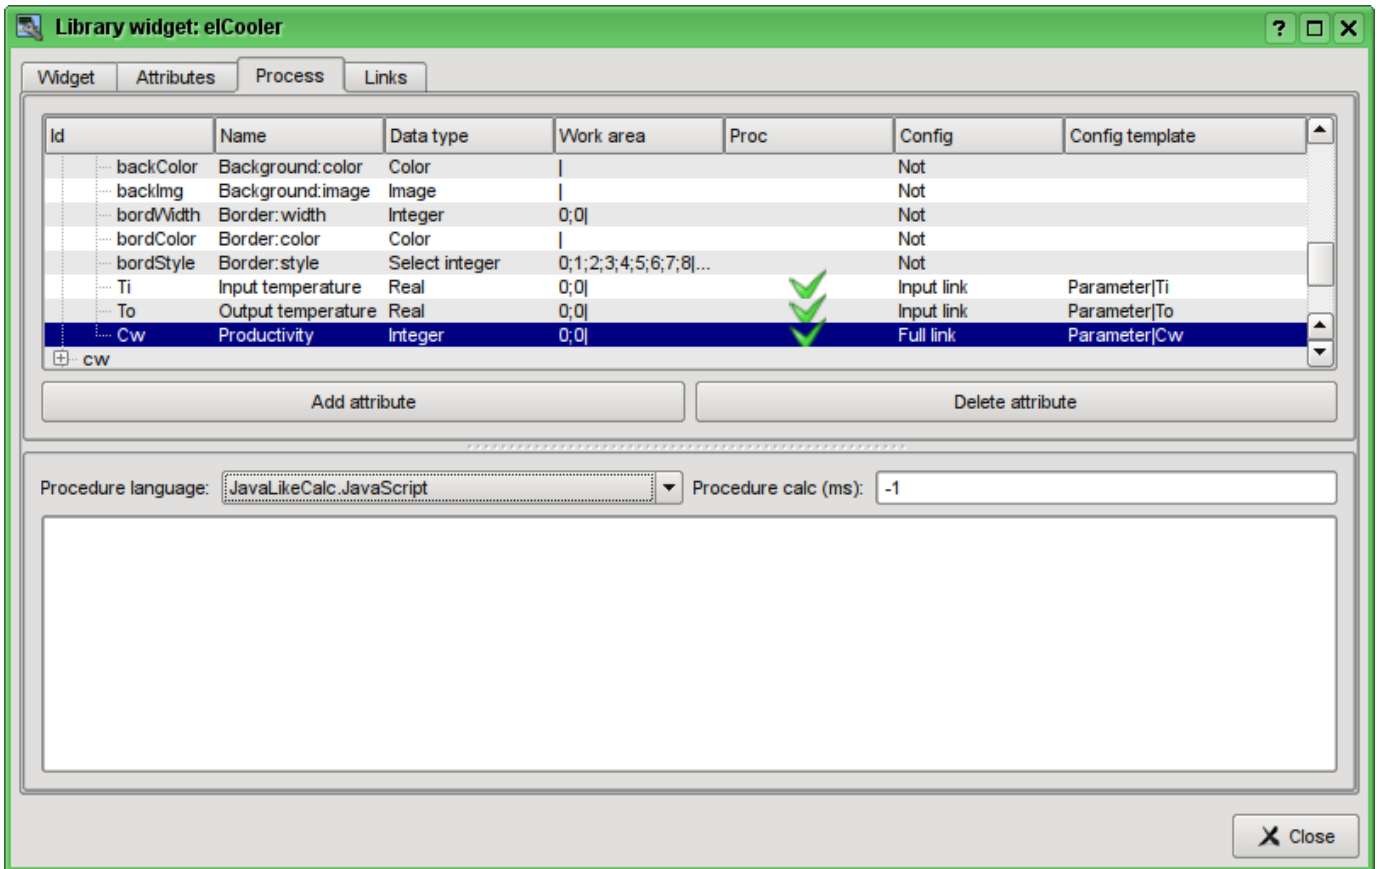 Library widget: elCooler
Widget Attributes Process Links
Id Name Data type Work area Proc Config Config template
backColor Background:color Color | Not
backImg Background:image Image | Not
bordWidth Border:width Integer 0;0| Not
bordColor Border:color Color | Not
bordStyle Border:style Select integer 0;1;2;3;4;5;6;7;8|... Not
Ti Input temperature Real 0;0| Input link Parameter|Ti
To Output temperature Real 0;0| Input link Parameter|To
Cw Productivity Integer 0;0| Full link Parameter|Cw
cw
Add attribute Delete attribute
Procedure language: JavaLikeCalc.JavaScript Procedure calc (ms): -1
Close